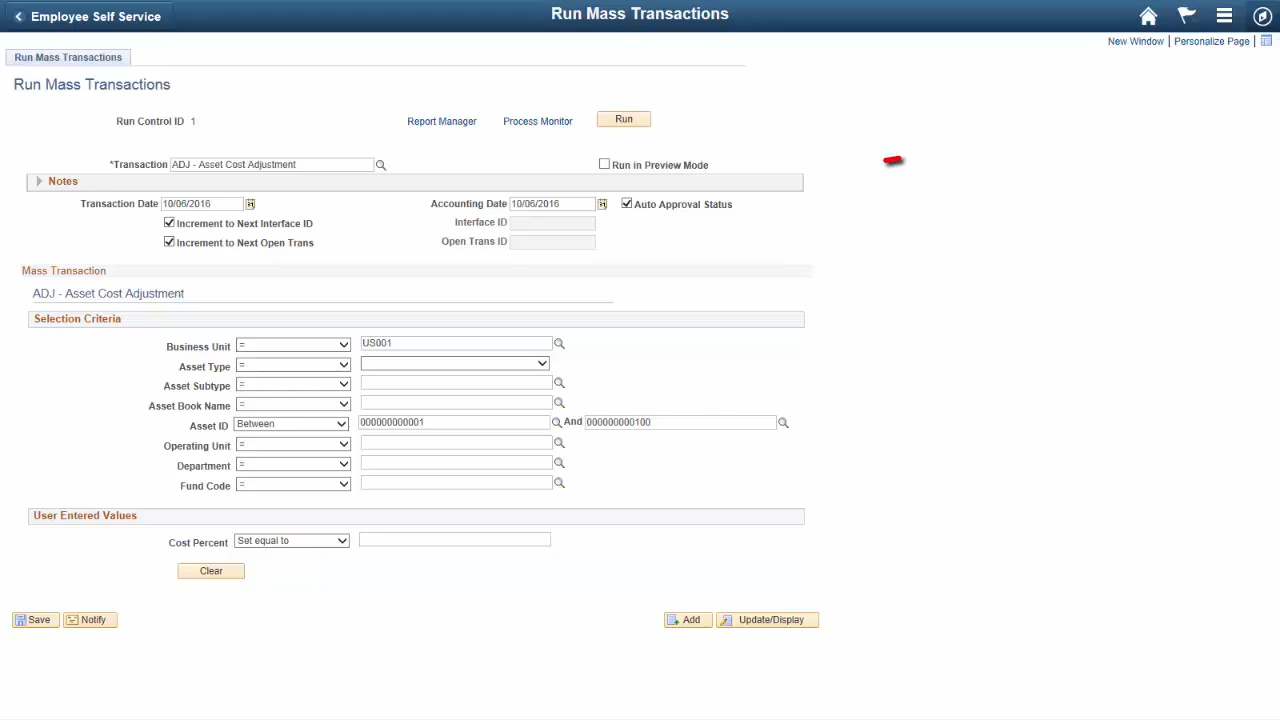 Employee Self Service
Run Mass Transactions
New Window | Personalize Page |
Run Mass Transactions
Run Mass Transactions
Run Control ID 1
Report Manager
Process Monitor
Run
*Transaction ADJ - Asset Cost Adjustment
Run in Preview Mode
Notes
Transaction Date 10/06/2016
Accounting Date 10/06/2016
Auto Approval Status
Increment to Next Interface ID
Interface ID
Increment to Next Open Trans
Open Trans ID
Mass Transaction
ADJ - Asset Cost Adjustment
Selection Criteria
Business Unit = US001
Asset Type =
Asset Subtype =
Asset Book Name =
Asset ID Between 000000000001 And 000000000100
Operating Unit =
Department =
Fund Code =
User Entered Values
Cost Percent Set equal to
Clear
Save Notify
Add Update/Display